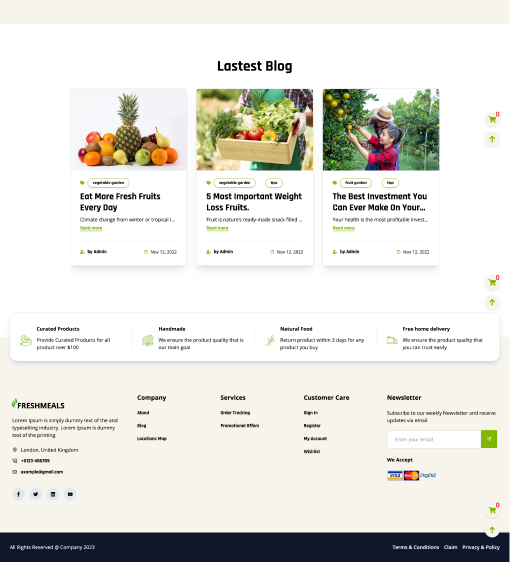 Lastest Blog
0
vegetable garden
Eat More Fresh Fruits
Every Day
Climate change from winter or tropical l...
Read more
by Admin
Nov 12, 2022
vegetable garden
tips
5 Most Important Weight
Loss Fruits.
Fruit is nature's ready-made snack filled ...
Read more
by Admin
Nov 12, 2022
fruit garden
tips
The Best Investment You
Can Ever Make On Your...
Your health is the most profitable invest...
Read more
by Admin
Nov 12, 2022
0
Curated Products
Provide Curated Products for all
product over $100
Handmade
We ensure the product quality that is
our main goal
Natural Food
Return product within 3 days for any
product you buy
Free home delivery
We ensure the product quality that
you can trust easily
FRESHMEALS
Lorem Ipsum is simply dummy text of the and
typesetting industry. Lorem Ipsum is dummy
text of the printing.
London, United Kingdom
+0123-456789
example@gmail.com
Company
About
Blog
Locations Map
Services
Order Tracking
Promotional Offers
Customer Care
Sign In
Register
My Account
Wishlist
Newsletter
Subscribe to our weekly Newsletter and receive
updates via email.
Enter your email
We Accept
VISA MasterCard PayPal
0
All Rights Reserved @ Company 2023
Terms & Conditions Claim Privacy & Policy